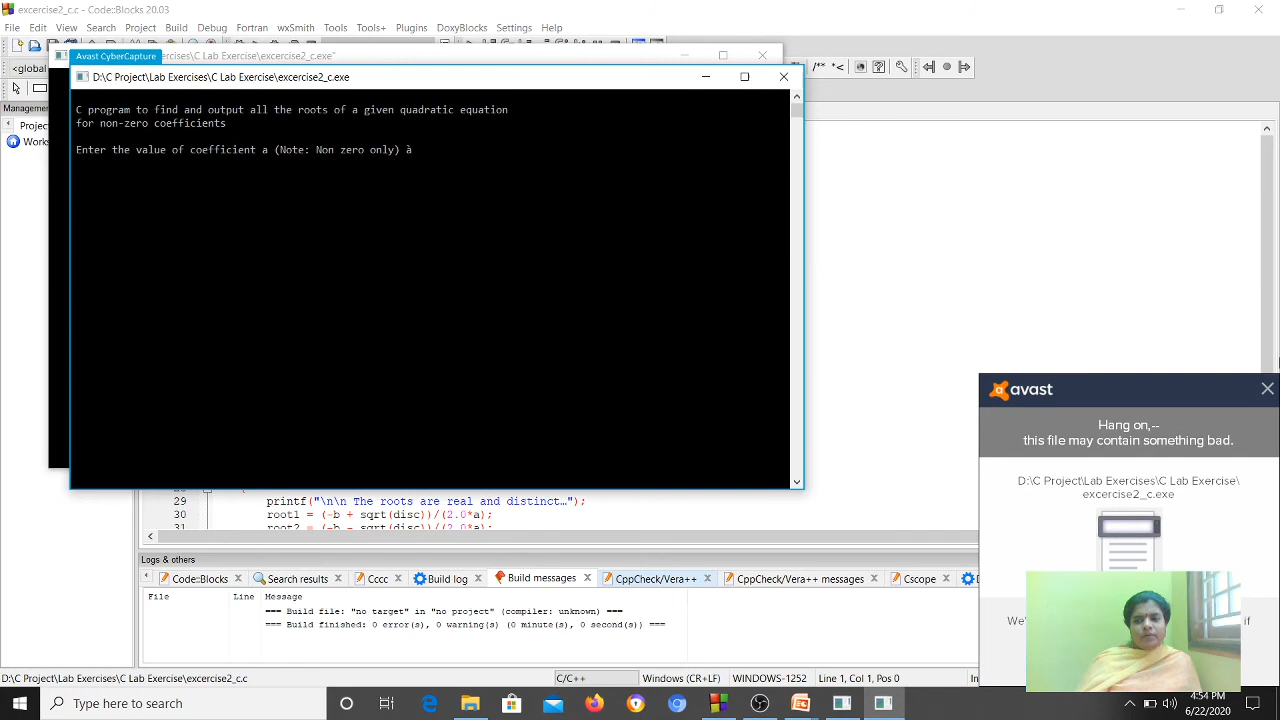 excercise2_c.c - Code::Blocks 20.03
File Edit View Search Project Build Debug Fortran wxSmith Tools Tools+ Plugins DoxyBlocks Settings Help
Avast CyberCapture
D:\C Project\Lab Exercises\C Lab Exercise\excercise2_c.exe
C program to find and output all the roots of a given quadratic equation
for non-zero coefficients
Enter the value of coefficient a (Note: Non zero only) à
<global
/** *<
Management
Projects
Works
avast
Hang on,--
this file may contain something bad.
D:\C Project\Lab Exercises\C Lab Exercise\
excercise2_c.exe
29 printf("\n\n The roots are real and distinct…");
30 root1 = (-b + sqrt(disc))/(2.0*a);
31 root2 = (-b - sqrt(disc))/(2.0*a);
Logs & others
Code::Blocks Search results Cccc Build log Build messages CppCheck/Vera++ CppCheck/Vera++ messages Cscope
File Line Message
=== Build file: "no target" in "no project" (compiler: unknown) ===
=== Build finished: 0 error(s), 0 warning(s) (0 minute(s), 0 second(s)) ===
if
D:\C Project\Lab Exercises\C Lab Exercise\excercise2_c.c C/C++ Windows (CR+LF) WINDOWS-1252 Line 1, Col 1, Pos 0
Type here to search
4:54 PM
6/22/2020